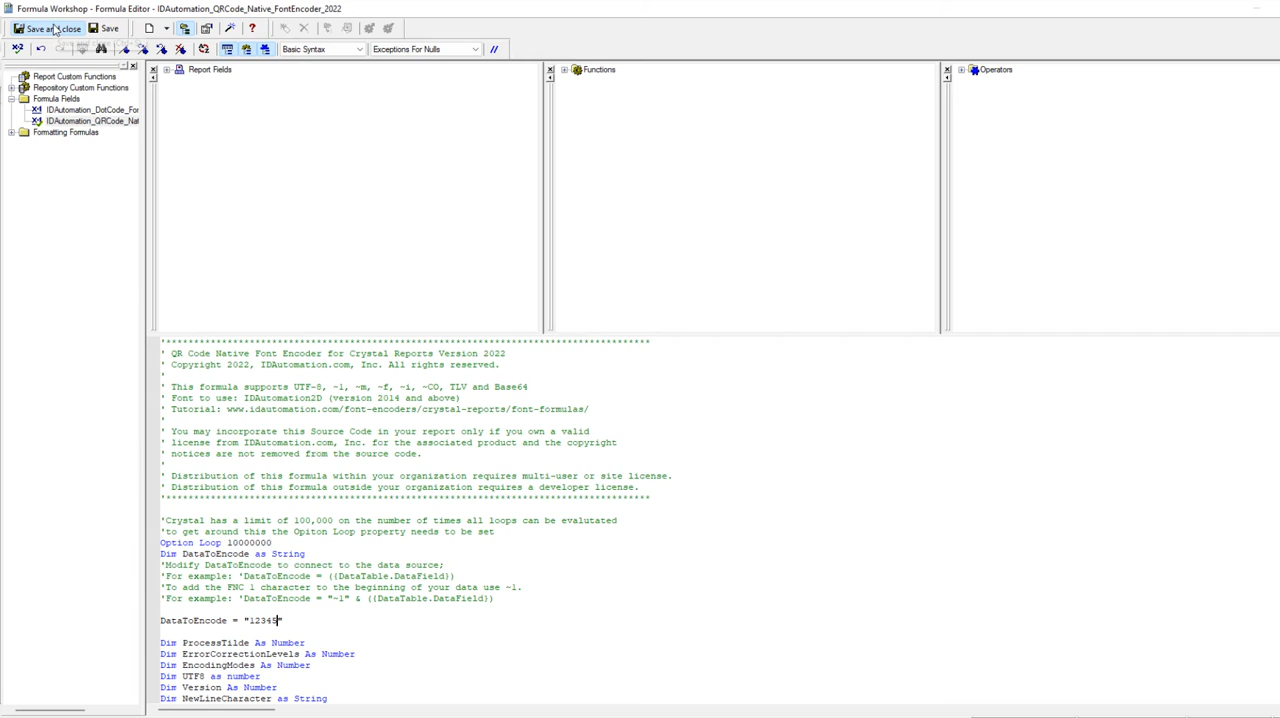 Formula Workshop - Formula Editor - IDAutomation_QRCode_Native_FontEncoder_2022
Save and close Save
Basic Syntax Exceptions For Nulls
Report Custom Functions
Repository Custom Functions
Formula Fields
IDAutomation_DotCode_For
IDAutomation_QRCode_Nat
Formatting Formulas
Report Fields
Functions
Operators
'****************************************************************************************
' QR Code Native Font Encoder for Crystal Reports Version 2022
' Copyright 2022, IDAutomation.com, Inc. All rights reserved.
'
' This formula supports UTF-8, ~1, ~m, ~f, ~i, ~CO, TLV and Base64
' Font to use: IDAutomation2D (version 2014 and above)
' Tutorial: www.idautomation.com/font-encoders/crystal-reports/font-formulas/
'
' You may incorporate this Source Code in your report only if you own a valid
' license from IDAutomation.com, Inc. for the associated product and the copyright
' notices are not removed from the source code.
'
' Distribution of this formula within your organization requires multi-user or site license.
' Distribution of this formula outside your organization requires a developer license.
'****************************************************************************************
'Crystal has a limit of 100,000 on the number of times all loops can be evalutated
'to get around this the Opiton Loop property needs to be set
Option Loop 10000000
Dim DataToEncode as String
'Modify DataToEncode to connect to the data source;
'For example: 'DataToEncode = ({DataTable.DataField})
'To add the FNC 1 character to the beginning of your data use ~1.
'For example: 'DataToEncode = "~1" & ({DataTable.DataField})
DataToEncode = "12345"
Dim ProcessTilde As Number
Dim ErrorCorrectionLevels As Number
Dim EncodingModes As Number
Dim UTF8 as number
Dim Version As Number
Dim NewLineCharacter as String